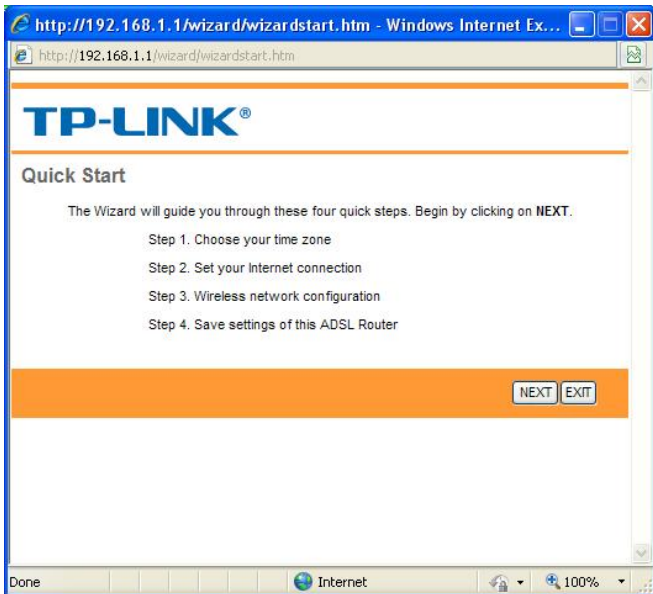 http://192.168.1.1/wizard/wizardstart.htm - Windows Internet Ex...
http://192.168.1.1/wizard/wizardstart.htm
TP-LINK®
Quick Start
The Wizard will guide you through these four quick steps. Begin by clicking on NEXT.
Step 1. Choose your time zone
Step 2. Set your Internet connection
Step 3. Wireless network configuration
Step 4. Save settings of this ADSL Router
NEXT EXIT
Done Internet 100%